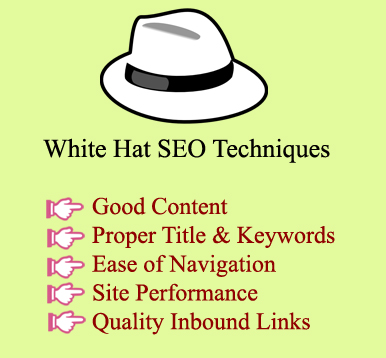 White Hat SEO Techniques
Good Content
Proper Title & Keywords
Ease of Navigation
Site Performance
Quality Inbound Links